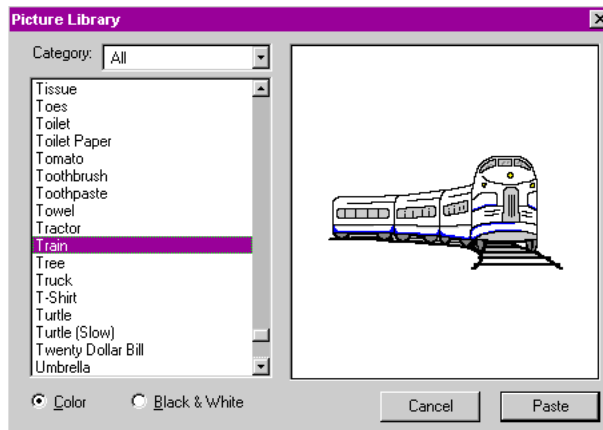 Picture Library
Category: All
Tissue
Toes
Toilet
Toilet Paper
Tomato
Toothbrush
Toothpaste
Towel
Tractor
Train
Tree
Truck
T-Shirt
Turtle
Turtle (Slow)
Twenty Dollar Bill
Umbrella
Color Black & White Cancel Paste